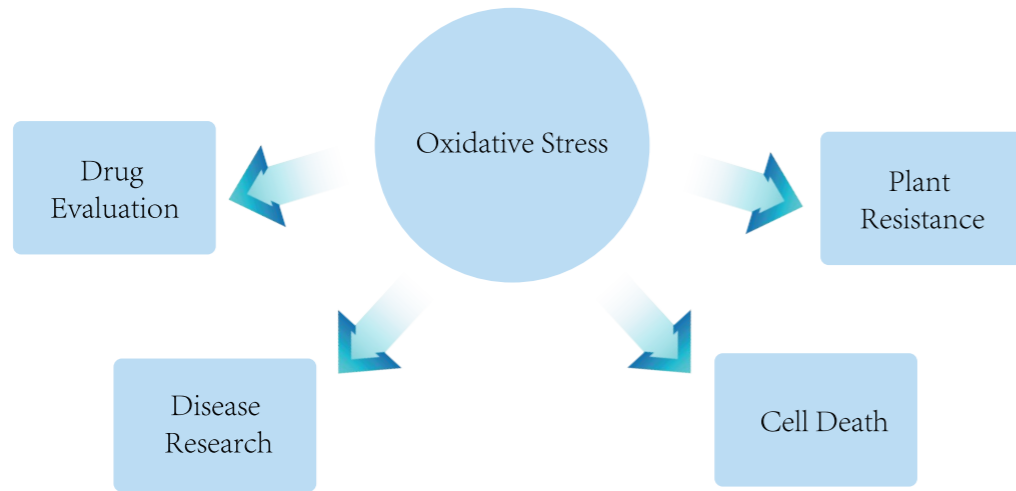 Oxidative Stress
Drug
Evaluation
Plant
Resistance
Disease
Research
Cell Death